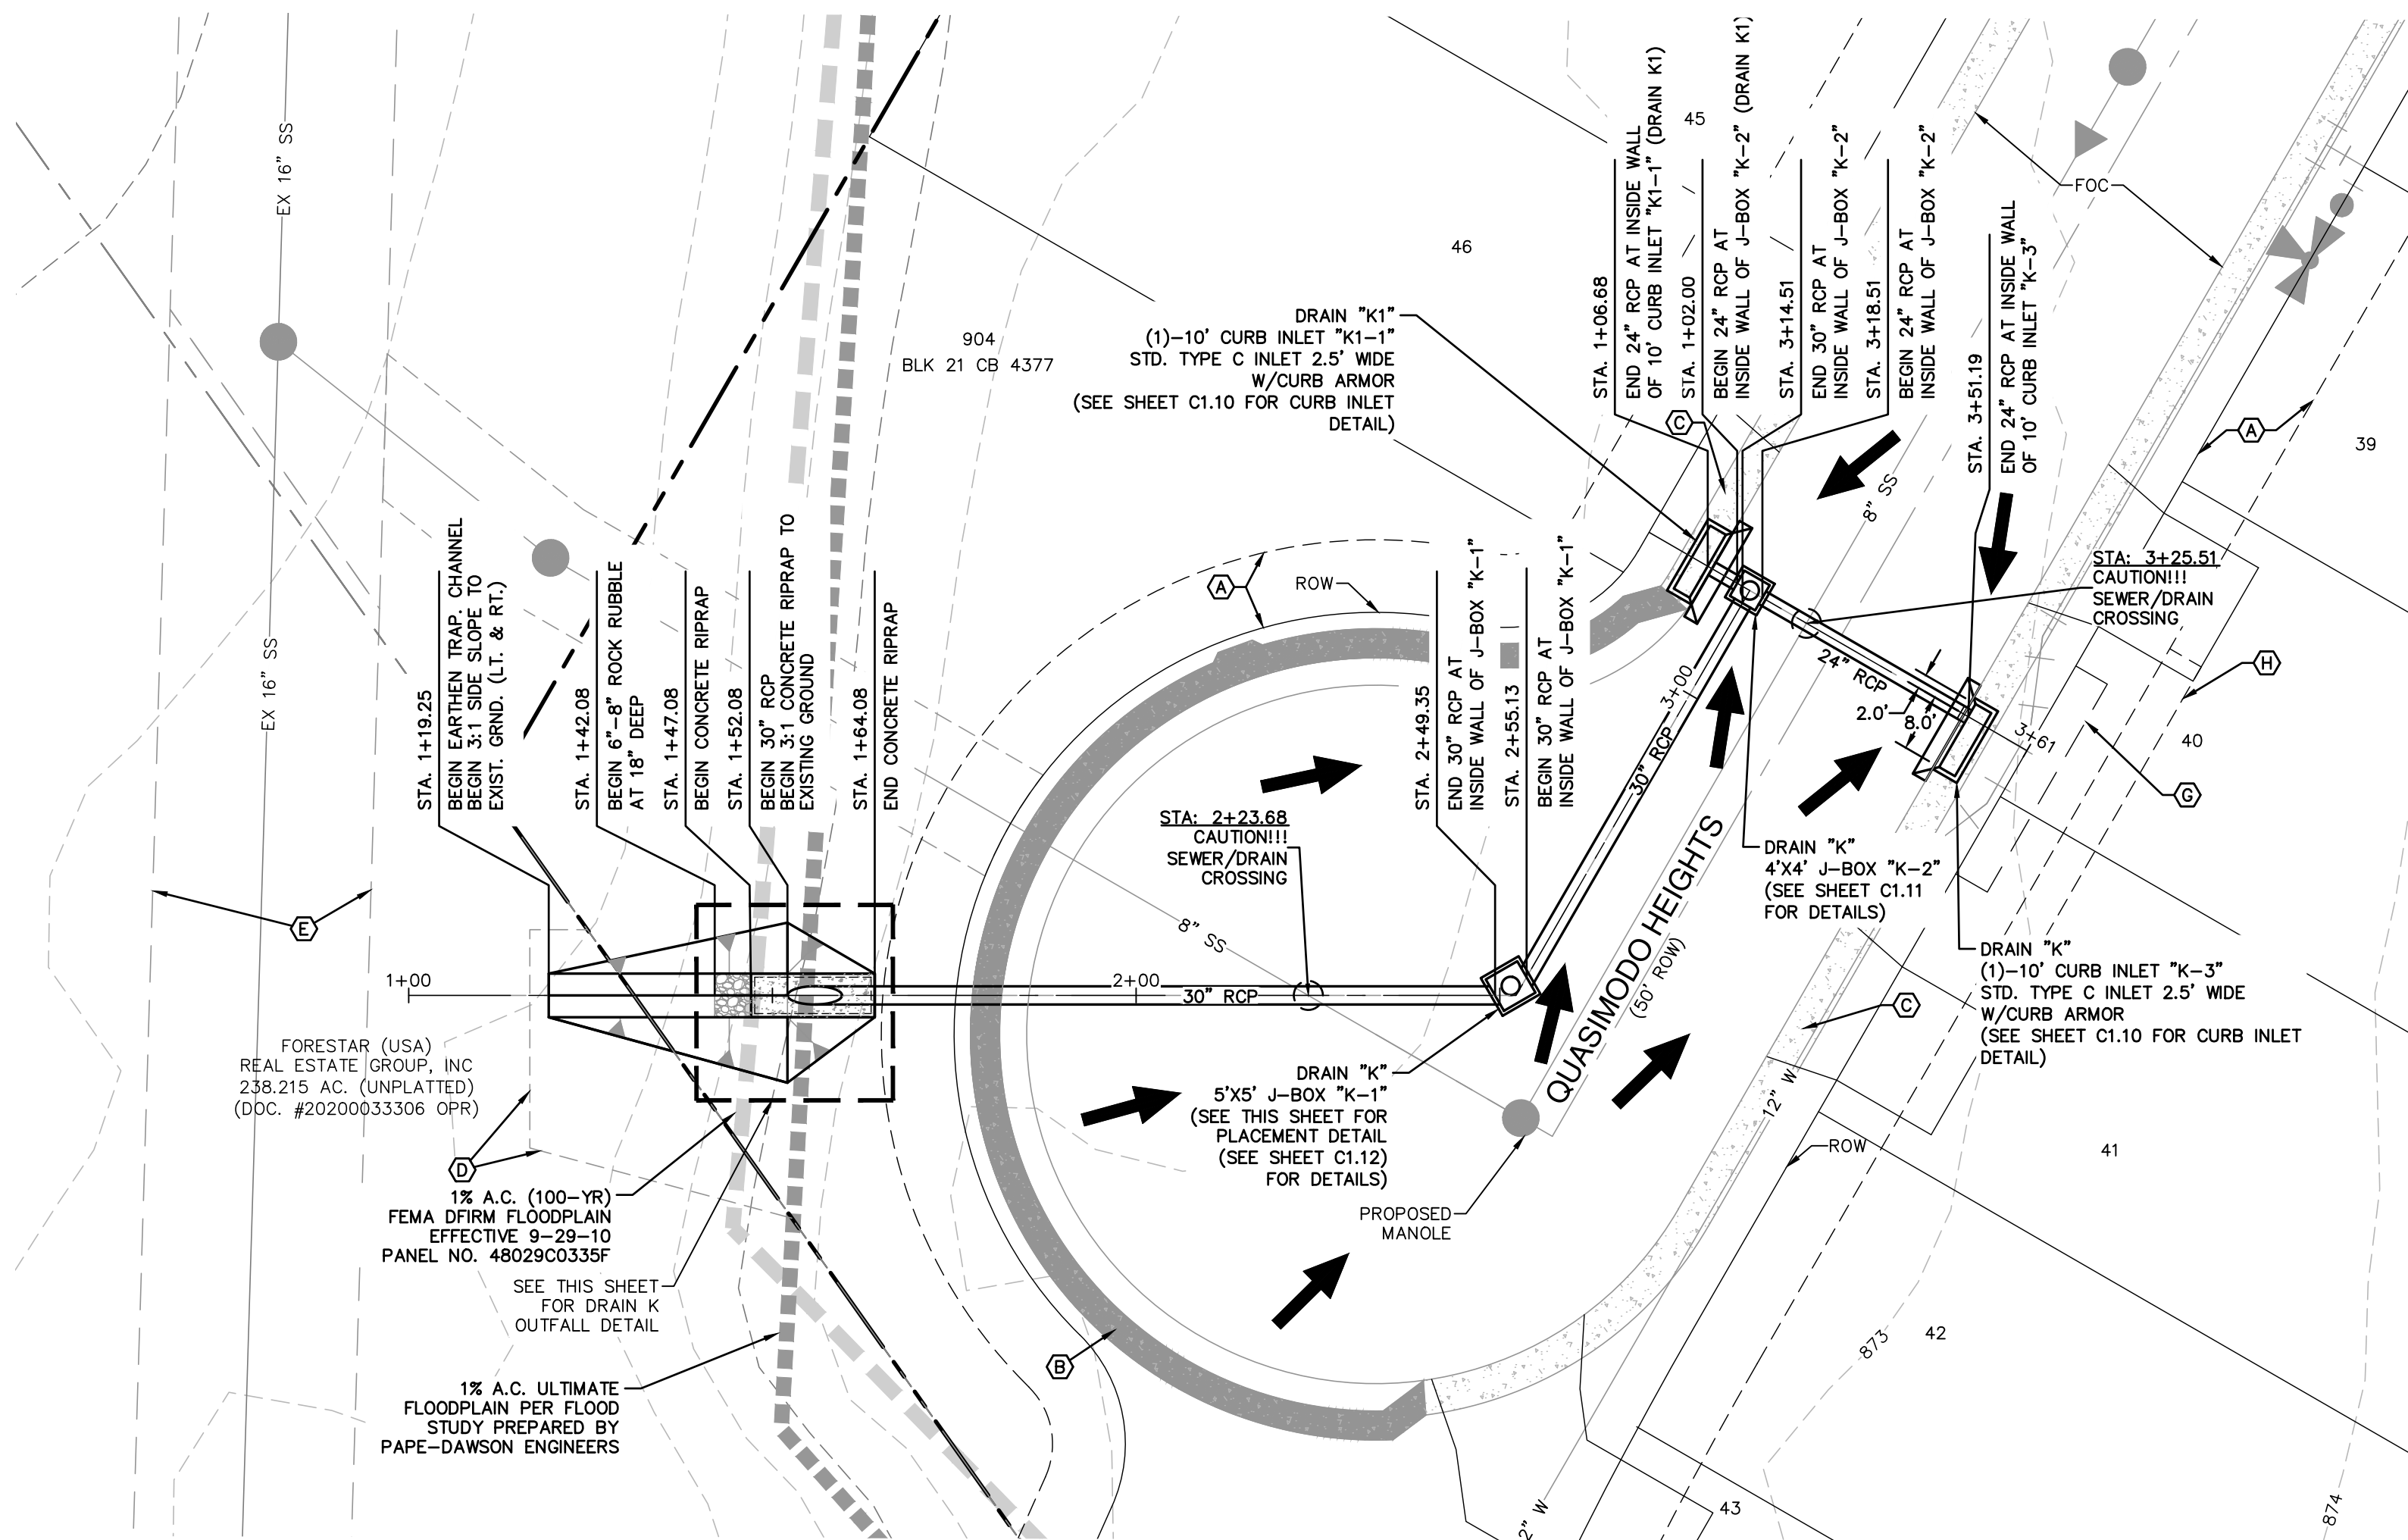 EX 16" SS
EX 16" SS
904
BLK 21 CB 4377
46
45
DRAIN "K1"
(1)-10' CURB INLET "K1-1"
STD. TYPE C INLET 2.5' WIDE
W/CURB ARMOR
(SEE SHEET C1.10 FOR CURB INLET
DETAIL)
STA. 1+06.68
END 24" RCP AT INSIDE WALL
OF 10' CURB INLET "K1-1" (DRAIN K1)
STA. 1+02.00
BEGIN 24" RCP AT
INSIDE WALL OF J-BOX "K-2" (DRAIN K1)
STA. 3+14.51
END 30" RCP AT
INSIDE WALL OF J-BOX "K-2"
STA. 3+18.51
BEGIN 24" RCP AT
INSIDE WALL OF J-BOX "K-2"
STA. 3+51.19
END 24" RCP AT INSIDE WALL
OF 10' CURB INLET "K-3"
FOC
C
A
39
8" SS
STA: 3+25.51
CAUTION!!!
SEWER/DRAIN
CROSSING
H
G
40
STA. 1+19.25
BEGIN EARTHEN TRAP. CHANNEL
BEGIN 3:1 SIDE SLOPE TO
EXIST. GRND. (LT. & RT.)
STA. 1+42.08
BEGIN 6"-8" ROCK RUBBLE
AT 18" DEEP
STA. 1+47.08
BEGIN CONCRETE RIPRAP
STA. 1+52.08
BEGIN 30" RCP
BEGIN 3:1 CONCRETE RIPRAP TO
EXISTING GROUND
STA. 1+64.08
END CONCRETE RIPRAP
A
ROW
STA. 2+49.35
END 30" RCP AT
INSIDE WALL OF J-BOX "K-1"
STA. 2+55.13
BEGIN 30" RCP AT
INSIDE WALL OF J-BOX "K-1"
3+00
30" RCP
24" RCP
2.0'
8.0'
3+61
STA: 2+23.68
CAUTION!!!
SEWER/DRAIN
CROSSING
8" SS
QUASIMODO HEIGHTS
(50' ROW)
DRAIN "K"
4'X4' J-BOX "K-2"
(SEE SHEET C1.11
FOR DETAILS)
DRAIN "K"
(1)-10' CURB INLET "K-3"
STD. TYPE C INLET 2.5' WIDE
W/CURB ARMOR
(SEE SHEET C1.10 FOR CURB INLET
DETAIL)
C
E
1+00
2+00
30" RCP
FORESTAR (USA)
REAL ESTATE GROUP, INC
238.215 AC. (UNPLATTED)
(DOC. #20200033306 OPR)
D
1% A.C. (100-YR)
FEMA DFIRM FLOODPLAIN
EFFECTIVE 9-29-10
PANEL NO. 48029C0335F
SEE THIS SHEET
FOR DRAIN K
OUTFALL DETAIL
1% A.C. ULTIMATE
FLOODPLAIN PER FLOOD
STUDY PREPARED BY
PAPE-DAWSON ENGINEERS
DRAIN "K"
5'X5' J-BOX "K-1"
(SEE THIS SHEET FOR
PLACEMENT DETAIL
(SEE SHEET C1.12)
FOR DETAILS)
PROPOSED
MANOLE
12" W
ROW
41
B
42
873
43
2" W
874